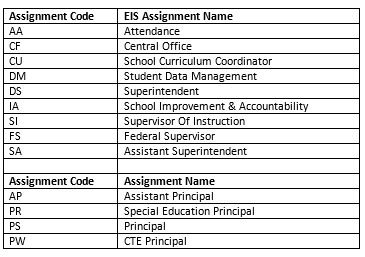 Assignment Code EIS Assignment Name
AA Attendance
CF Central Office
CU School Curriculum Coordinator
DM Student Data Management
DS Superintendent
IA School Improvement & Accountability
SI Supervisor Of Instruction
FS Federal Supervisor
SA Assistant Superintendent
Assignment Code Assignment Name
AP Assistant Principal
PR Special Education Principal
PS Principal
PW CTE Principal